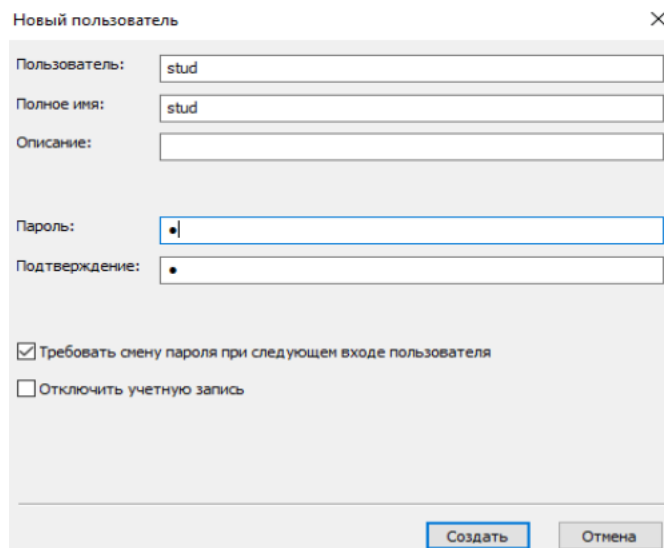 Новый пользователь
Пользователь: stud
Полное имя: stud
Описание:
Пароль: ●
Подтверждение: ●
Требовать смену пароля при следующем входе пользователя
Отключить учетную запись
Создать Отмена